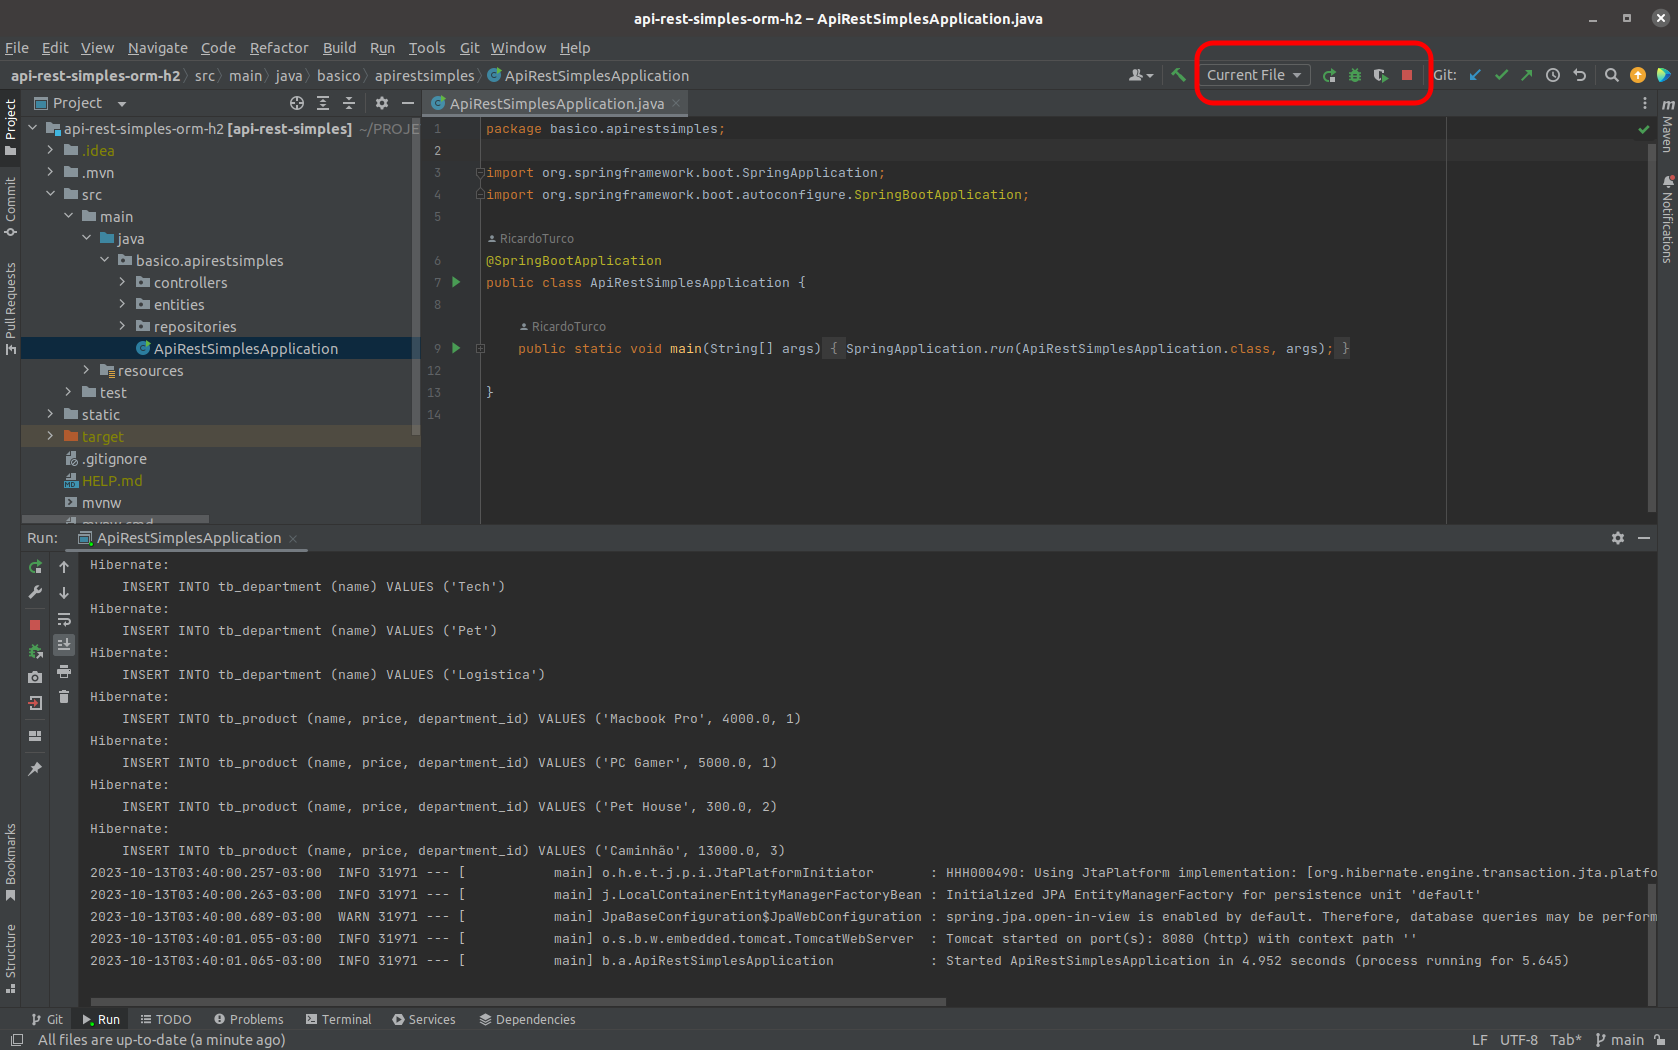 api-rest-simples-orm-h2 – ApiRestSimplesApplication.java
File Edit View Navigate Code Refactor Build Run Tools Git Window Help
api-rest-simples-orm-h2 src main java basico apirestsimples ApiRestSimplesApplication Current File Git:
Project ApiRestSimplesApplication.java
api-rest-simples-orm-h2 [api-rest-simples] ~/PROJE
.idea
.mvn
src
main
java
basico.apirestsimples
controllers
entities
repositories
ApiRestSimplesApplication
resources
test
static
target
.gitignore
HELP.md
mvnw
mvnw.cmd
1 package basico.apirestsimples;
2
3 import org.springframework.boot.SpringApplication;
4 import org.springframework.boot.autoconfigure.SpringBootApplication;
5
RicardoTurco
6 @SpringBootApplication
7 public class ApiRestSimplesApplication {
8
RicardoTurco
9 public static void main(String[] args) { SpringApplication.run(ApiRestSimplesApplication.class, args); }
12
13 }
14
Run: ApiRestSimplesApplication
Hibernate:
INSERT INTO tb_department (name) VALUES ('Tech')
Hibernate:
INSERT INTO tb_department (name) VALUES ('Pet')
Hibernate:
INSERT INTO tb_department (name) VALUES ('Logistica')
Hibernate:
INSERT INTO tb_product (name, price, department_id) VALUES ('Macbook Pro', 4000.0, 1)
Hibernate:
INSERT INTO tb_product (name, price, department_id) VALUES ('PC Gamer', 5000.0, 1)
Hibernate:
INSERT INTO tb_product (name, price, department_id) VALUES ('Pet House', 300.0, 2)
Hibernate:
INSERT INTO tb_product (name, price, department_id) VALUES ('Caminhão', 13000.0, 3)
2023-10-13T03:40:00.257-03:00 INFO 31971 --- [ main] o.h.e.t.j.p.i.JtaPlatformInitiator : HHH000490: Using JtaPlatform implementation: [org.hibernate.engine.transaction.jta.platfo
2023-10-13T03:40:00.263-03:00 INFO 31971 --- [ main] j.LocalContainerEntityManagerFactoryBean : Initialized JPA EntityManagerFactory for persistence unit 'default'
2023-10-13T03:40:00.689-03:00 WARN 31971 --- [ main] JpaBaseConfiguration$JpaWebConfiguration : spring.jpa.open-in-view is enabled by default. Therefore, database queries may be perform
2023-10-13T03:40:01.055-03:00 INFO 31971 --- [ main] o.s.b.w.embedded.tomcat.TomcatWebServer : Tomcat started on port(s): 8080 (http) with context path ''
2023-10-13T03:40:01.065-03:00 INFO 31971 --- [ main] b.a.ApiRestSimplesApplication : Started ApiRestSimplesApplication in 4.952 seconds (process running for 5.645)
Git Run TODO Problems Terminal Services Dependencies
All files are up-to-date (a minute ago) LF UTF-8 Tab* main
Project
Commit
Pull Requests
Bookmarks
Structure
Maven
Notifications